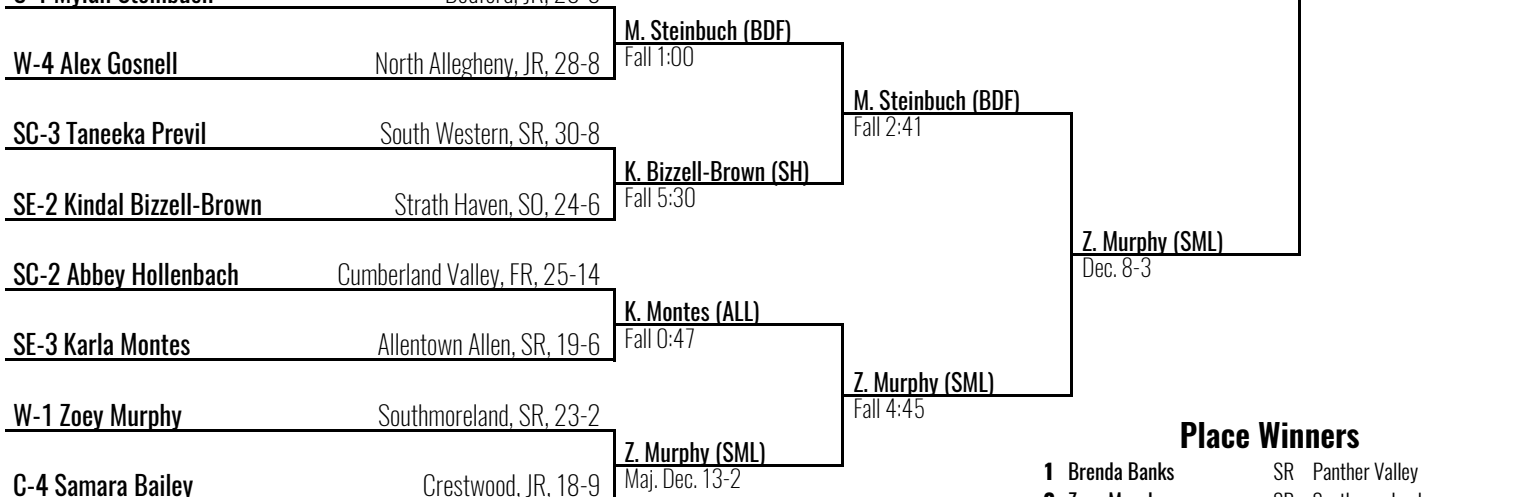 W-4 Alex Gosnell North Allegheny, JR, 28-8
SC-3 Taneeka Previl South Western, SR, 30-8
SE-2 Kindal Bizzell-Brown Strath Haven, SO, 24-6
SC-2 Abbey Hollenbach Cumberland Valley, FR, 25-14
SE-3 Karla Montes Allentown Allen, SR, 19-6
W-1 Zoey Murphy Southmoreland, SR, 23-2
C-4 Samara Bailey Crestwood, JR, 18-9
M. Steinbuch (BDF)
Fall 1:00
K. Bizzell-Brown (SH)
Fall 5:30
K. Montes (ALL)
Fall 0:47
Z. Murphy (SML)
Maj. Dec. 13-2
M. Steinbuch (BDF)
Fall 2:41
Z. Murphy (SML)
Fall 4:45
Z. Murphy (SML)
Dec. 8-3
Place Winners
1 Brenda Banks SR Panther Valley